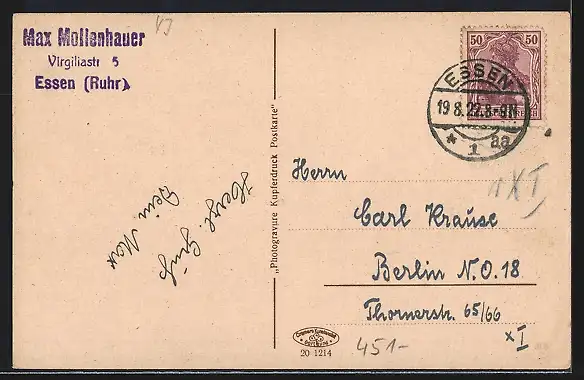 Max Mollenhauer
Virgiliastr 5
Essen (Ruhr)
50 50
ESSEN
19 8.22.8-9N
* 1 aa
Herzl. Gruß
Dein Max
„Photogravure Kupferdruck Postkarte“
Herrn
Carl Krause
Berlin N.O.18
Thornerstr. 65/66
xI
451-
20 1214